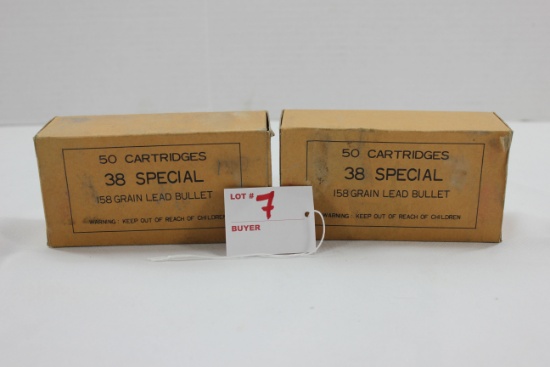 50 CARTRIDGES
38 SPECIAL
158 GRAIN LEAD BULLET
WARNING: KEEP OUT OF REACH OF CHILDREN
50 CARTRIDGES
38 SPECIAL
158 GRAIN LEAD BULLET
WARNING: KEEP OUT OF REACH OF CHILDREN
LOT # 7
BUYER